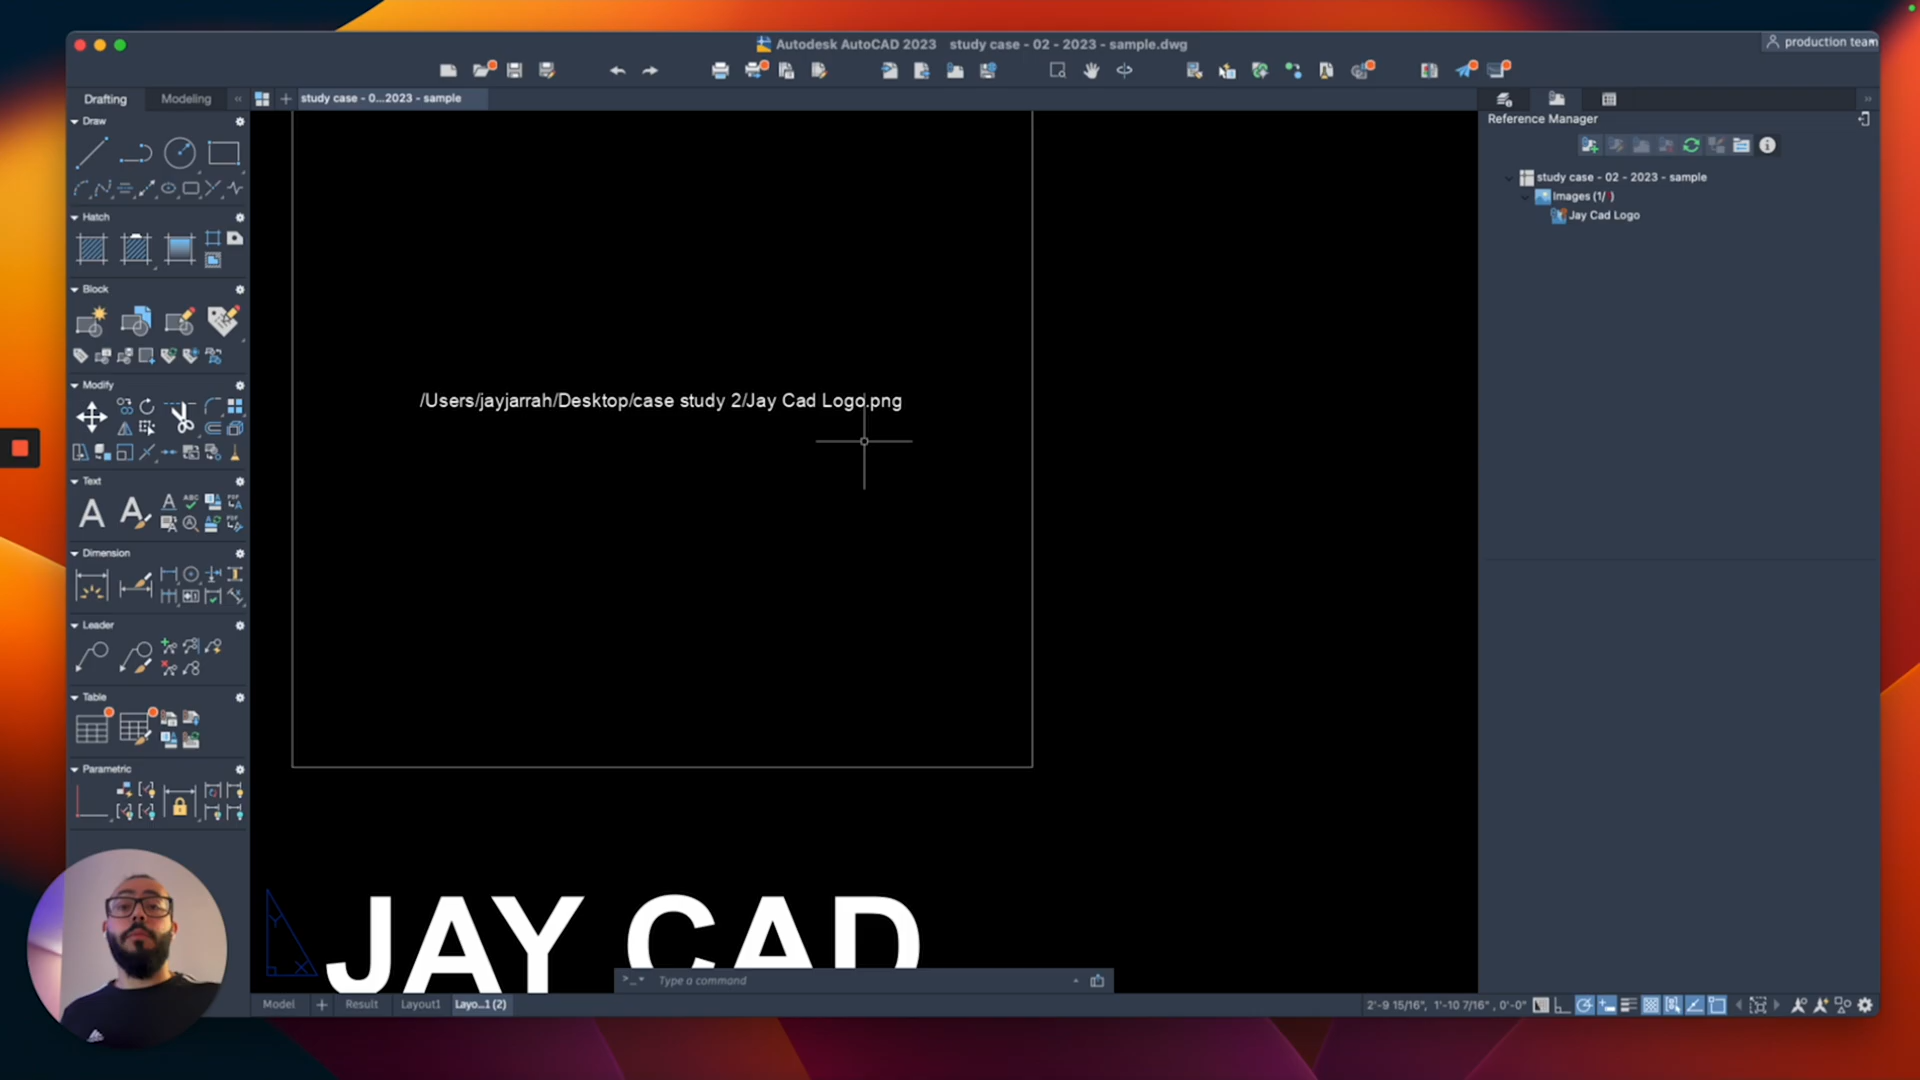 Autodesk AutoCAD 2023 study case - 02 - 2023 - sample.dwg
production team
Drafting
Modeling
study case - 0...2023 - sample
Reference Manager
Draw
study case - 02 - 2023 - sample
Images (1/ )
Jay Cad Logo
Hatch
Block
Modify
/Users/jayjarrah/Desktop/case study 2/Jay Cad Logo.png
Text
Dimension
Leader
Table
Parametric
JAY CAD
Type a command
Model
Result
Layout1
Layo...1 (2)
2'-9 15/16", 1'-10 7/16" , 0'-0"